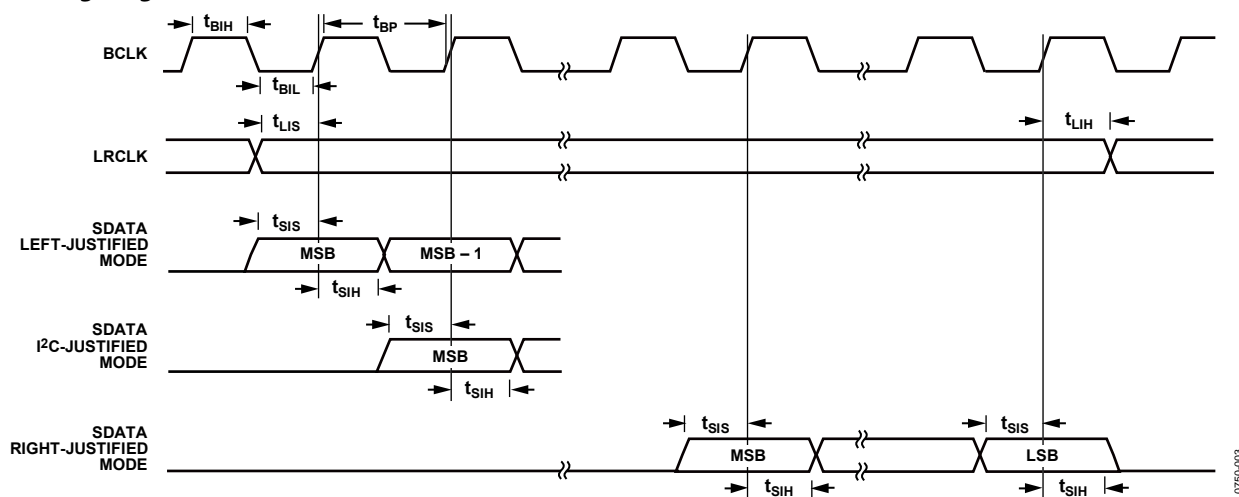 tBIH
tBP
BCLK
tBIL
tLIS
tLIH
LRCLK
tSIS
SDATA
LEFT-JUSTIFIED
MODE
MSB
MSB – 1
tSIH
tSIS
SDATA
I2C-JUSTIFIED
MODE
MSB
tSIH
tSIS
tSIS
SDATA
RIGHT-JUSTIFIED
MODE
MSB
LSB
tSIH
tSIH